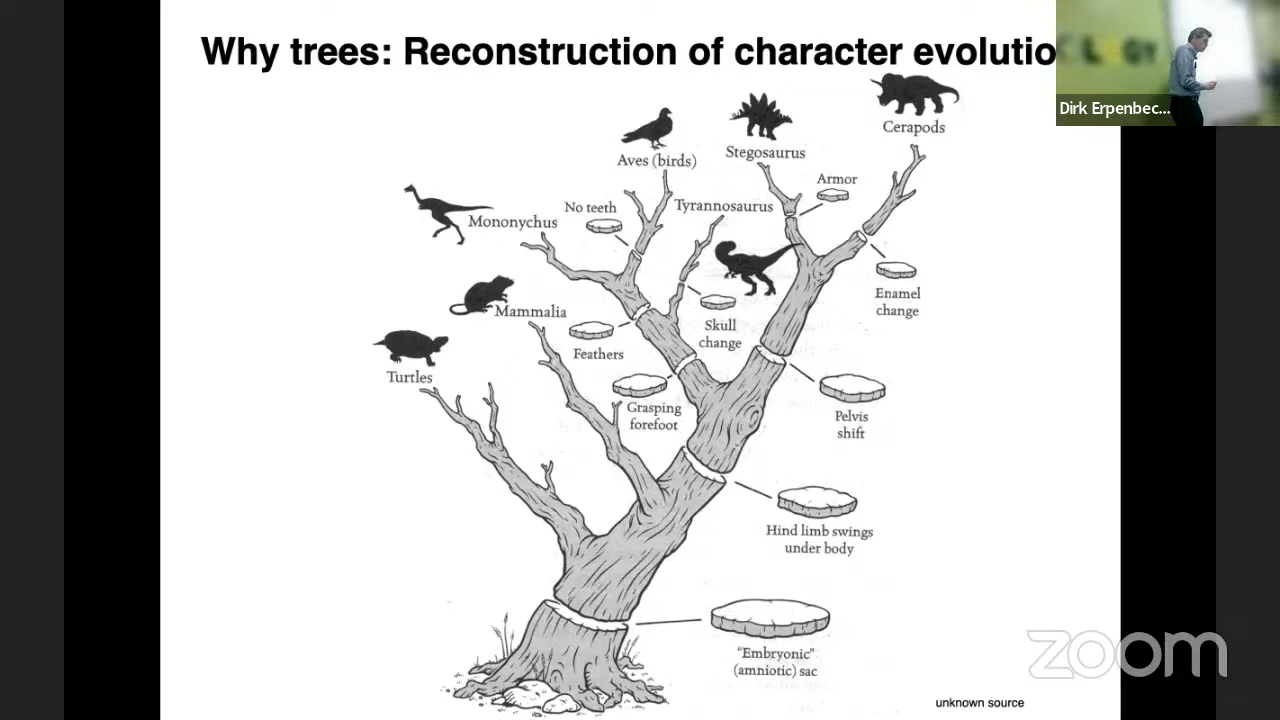 Why trees: Reconstruction of character evolutio
Dirk Erpenbec...
Cerapods
Stegosaurus
Aves (birds)
Armor
No teeth
Tyrannosaurus
Mononychus
Enamel
change
Mammalia
Skull
change
Feathers
Turtles
Grasping
forefoot
Pelvis
shift
Hind limb swings
under body
"Embryonic"
(amniotic) sac
zoom
unknown source